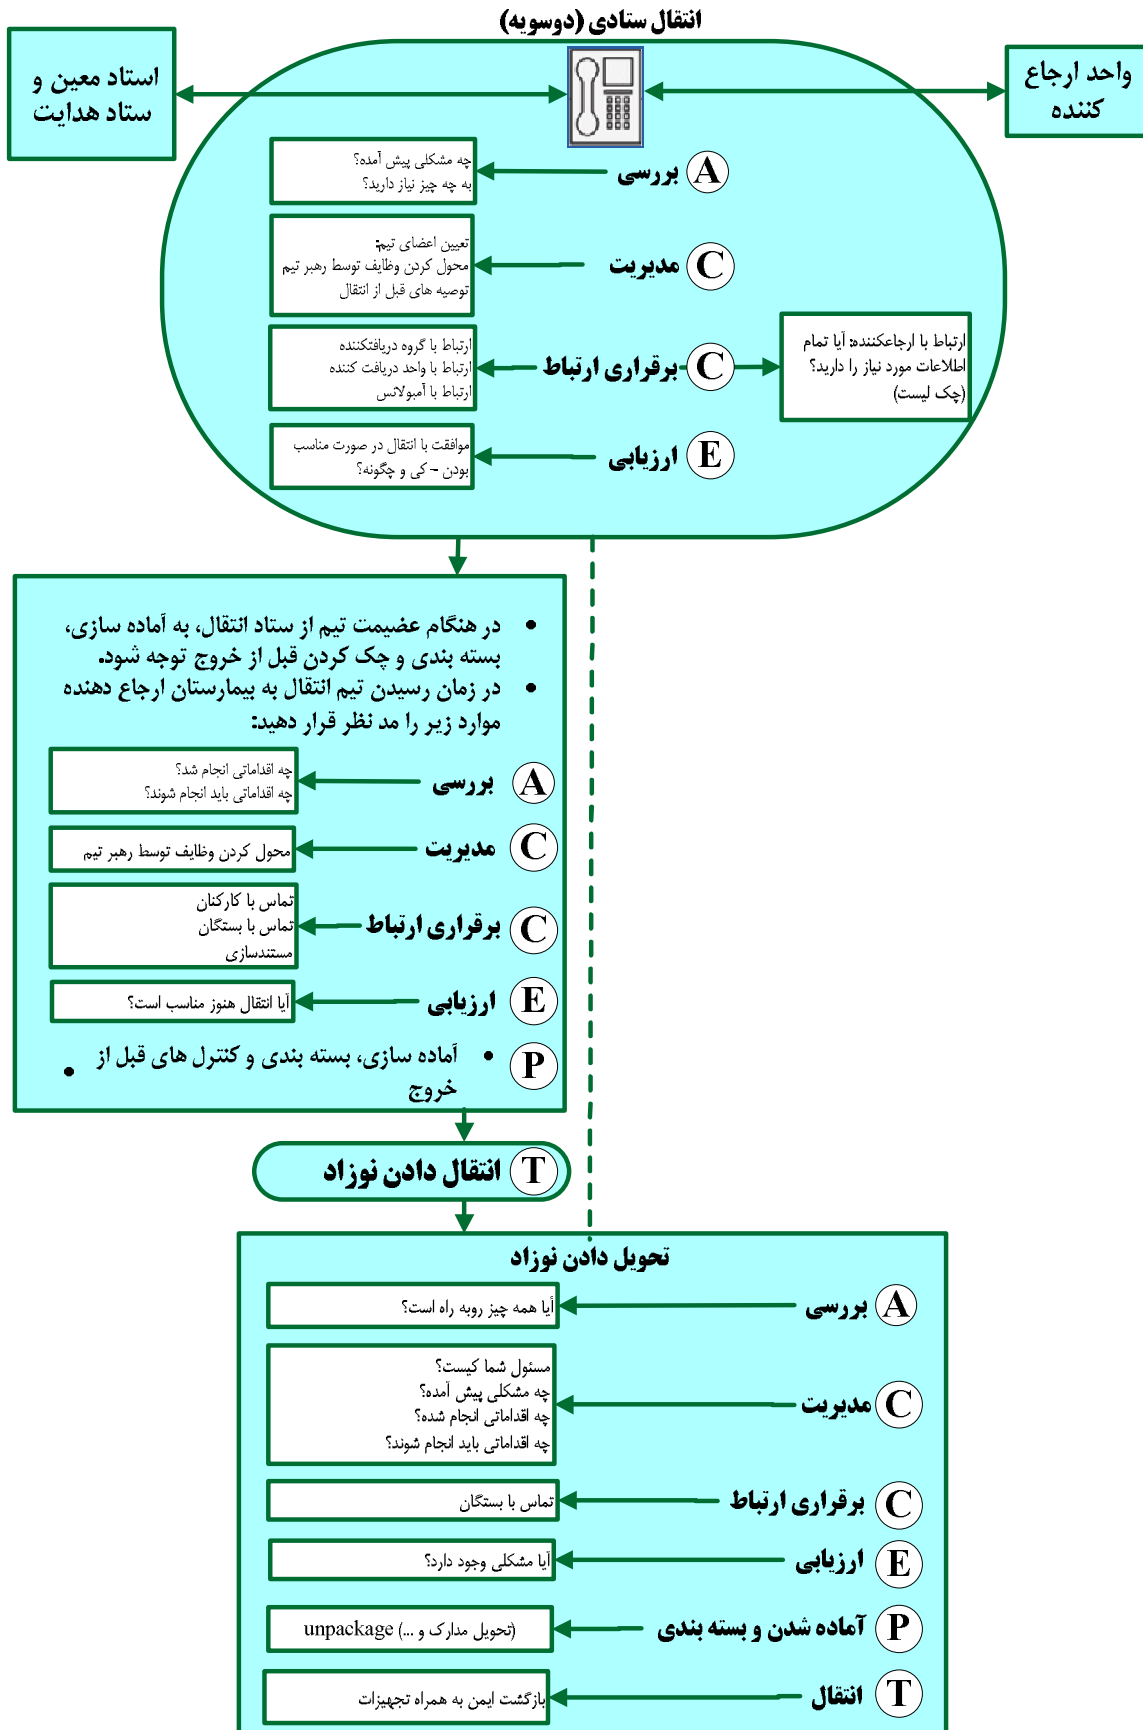 انتقال ستادی (دوسویه)
واحد ارجاع
کننده
استاد معین و
ستاد هدایت
A بررسی
چه مشکلی پیش آمده؟
به چه چیز نیاز دارید؟
C مدیریت
تعیین اعضای تیم:
محول کردن وظایف توسط رهبر تیم
توصیه های قبل از انتقال
C برقراری ارتباط
ارتباط با ارجاعکننده: آیا تمام
اطلاعات مورد نیاز را دارید؟
(چک لیست)
ارتباط با گروه دریافتکننده
ارتباط با واحد دریافت کننده
ارتباط با آمبولانس
E ارزیابی
موافقت با انتقال در صورت مناسب
بودن – کی و چگونه؟
• در هنگام عضیمت تیم از ستاد انتقال، به آماده سازی،
بسته بندی و چک کردن قبل از خروج توجه شود.
• در زمان رسیدن تیم انتقال به بیمارستان ارجاع دهنده
موارد زیر را مد نظر قرار دهید:
A بررسی
چه اقداماتی انجام شد؟
چه اقداماتی باید انجام شوند؟
C مدیریت
محول کردن وظایف توسط رهبر تیم
C برقراری ارتباط
تماس با کارکنان
تماس با بستگان
مستندسازی
E ارزیابی
آیا انتقال هنوز مناسب است؟
P • آماده سازی، بسته بندی و کنترل های قبل از •
خروج
T انتقال دادن نوزاد
تحویل دادن نوزاد
A بررسی
آیا همه چیز روبه راه است؟
C مدیریت
مسئول شما کیست؟
چه مشکلی پیش آمده؟
چه اقداماتی انجام شده؟
چه اقداماتی باید انجام شوند؟
C برقراری ارتباط
تماس با بستگان
E ارزیابی
آیا مشکلی وجود دارد؟
P آماده شدن و بسته بندی
unpackage (تحویل مدارک و ...)
T انتقال
بازگشت ایمن به همراه تجهیزات